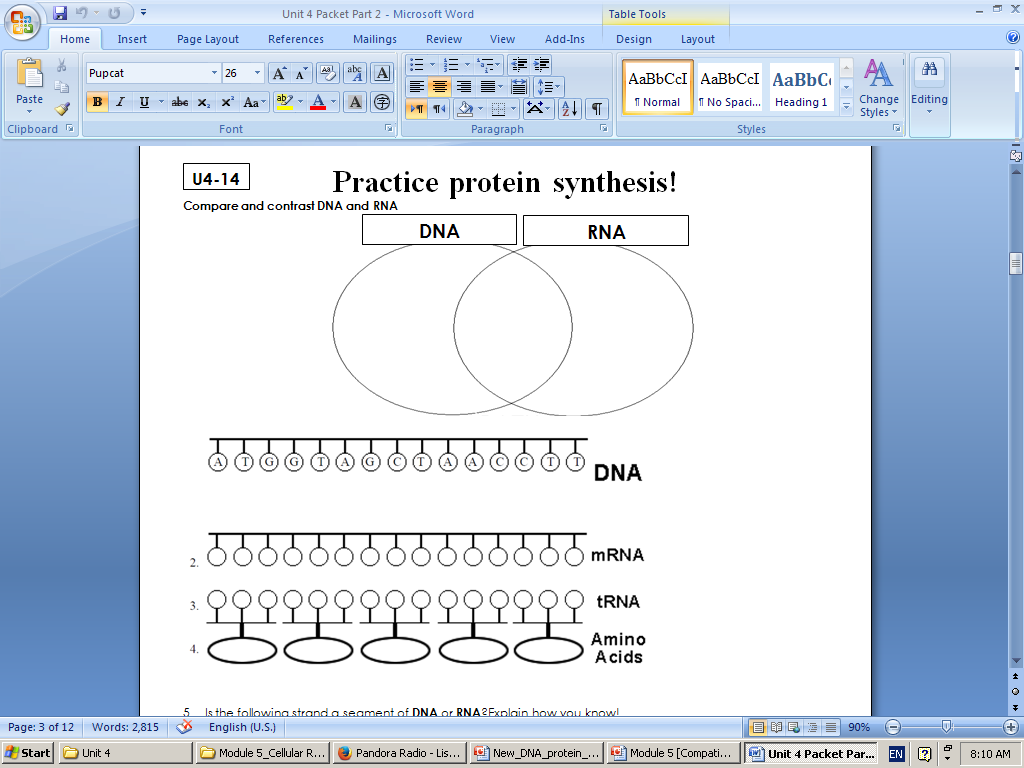 Unit 4 Packet Part 2 - Microsoft Word
Table Tools
Home Insert Page Layout References Mailings Review View Add-Ins Design Layout
Paste
Clipboard
Pupcat 26
Font
Paragraph
AaBbCcI AaBbCcI AaBbC
¶ Normal ¶ No Spaci... Heading 1
Change Styles
Styles
Editing
U4-14
Practice protein synthesis!
Compare and contrast DNA and RNA
DNA RNA
A T G G T A G C T A A C C T T
DNA
2. mRNA
3. tRNA
4. Amino
Acids
5. Is the following strand a segment of DNA or RNA? Explain how you know!
Page: 3 of 12 Words: 2,815 English (U.S.) 90%
Start Unit 4 Module 5_Cellular R... Pandora Radio - Lis... New_DNA_protein_... Module 5 [Compati... Unit 4 Packet Par... EN 8:10 AM